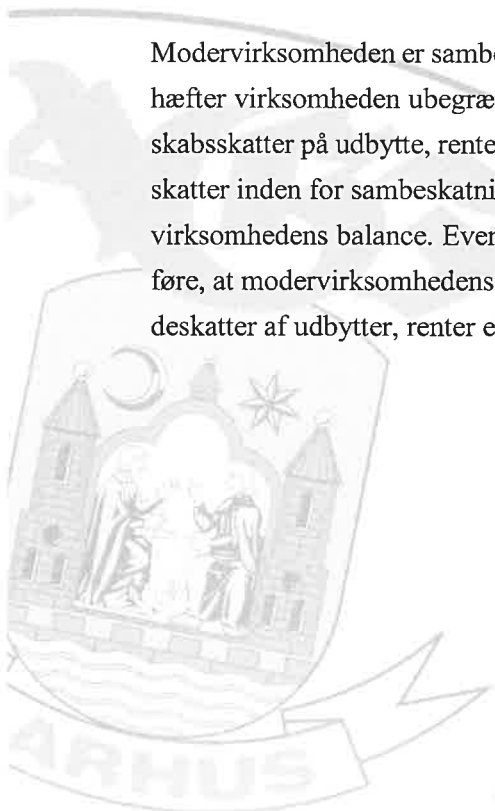 Modervirksomheden er sambe
hæfter virksomheden ubegræ
skabsskatter på udbytte, rente
skatter inden for sambeskatni
virksomhedens balance. Even
føre, at modervirksomhedens
deskatter af udbytter, renter e
ARHUS